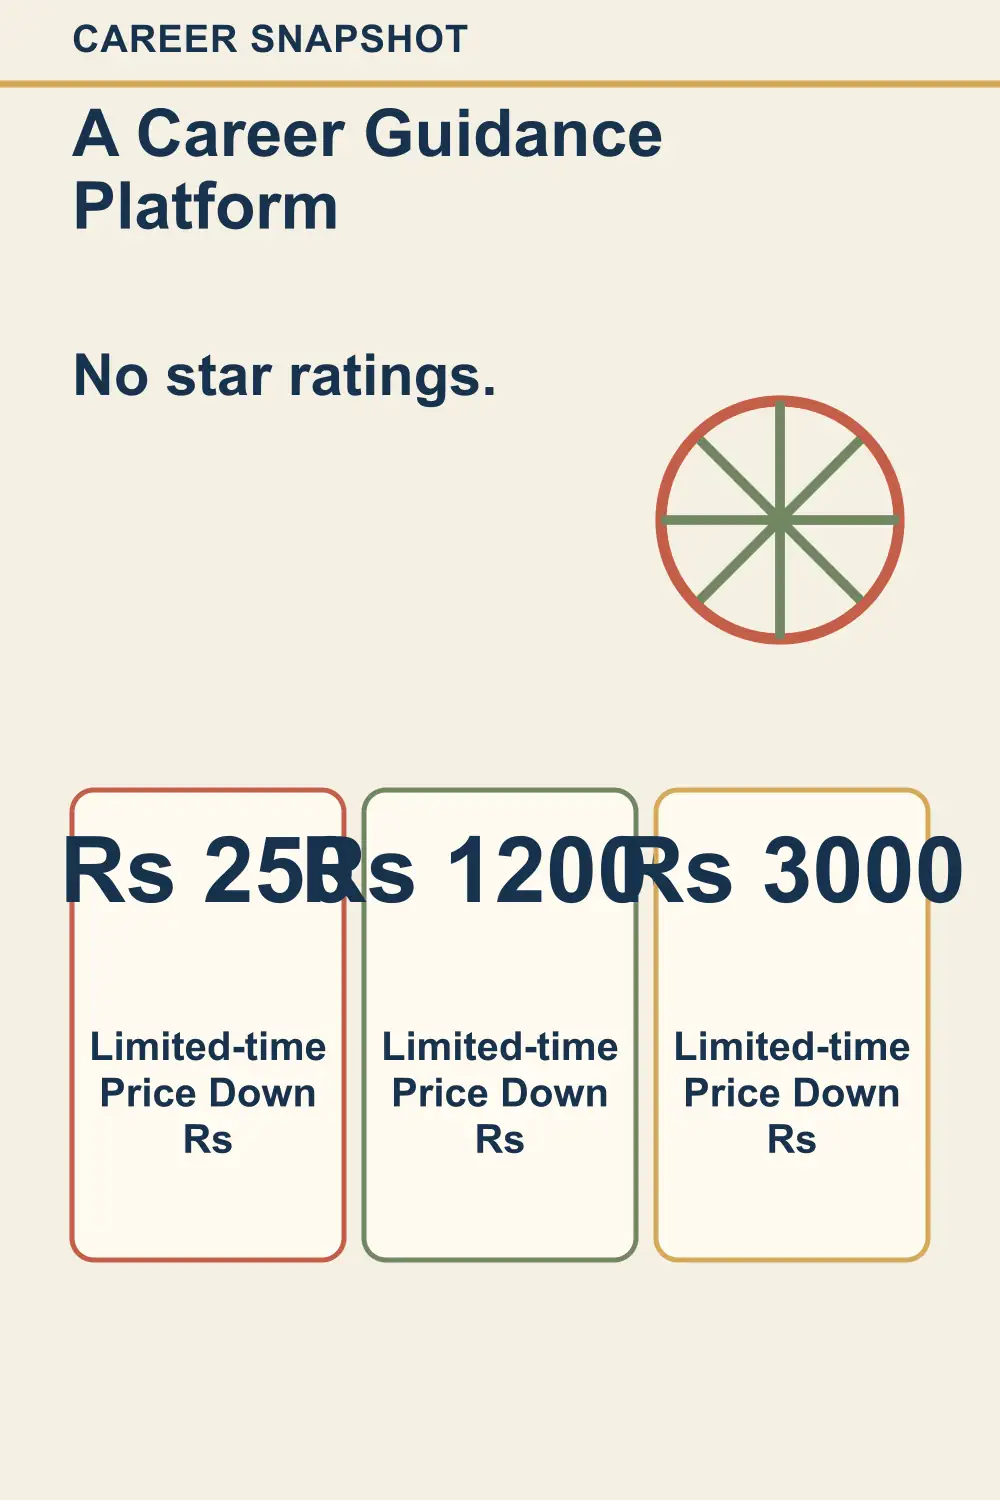 CAREER SNAPSHOT
A Career Guidance
Platform
No star ratings.
Rs 250
Rs 1200
Rs 3000
Limited-time
Price Down
Rs
Limited-time
Price Down
Rs
Limited-time
Price Down
Rs